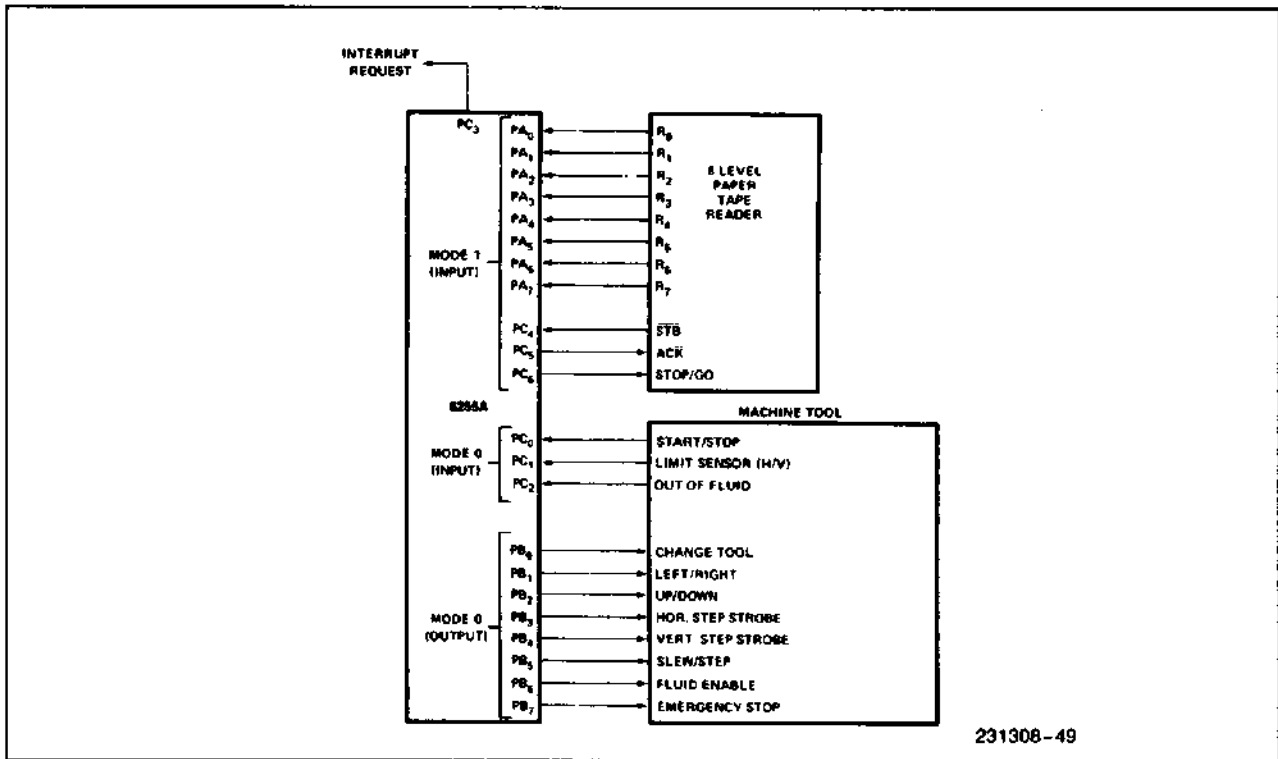 INTERRUPT
REQUEST
PC3
PA0
PA1
PA2
PA3
PA4
PA5
PA6
PA7
MODE 1
(INPUT)
PC4
PC5
PC6
R0
R1
R2
R3
R4
R5
R6
R7
8 LEVEL
PAPER
TAPE
READER
STB
ACK
STOP/GO
8255A
MACHINE TOOL
MODE 0
(INPUT)
PC0
PC1
PC2
START/STOP
LIMIT SENSOR (H/V)
OUT OF FLUID
MODE 0
(OUTPUT)
PB0
PB1
PB2
PB3
PB4
PB5
PB6
PB7
CHANGE TOOL
LEFT/RIGHT
UP/DOWN
HOR. STEP STROBE
VERT. STEP STROBE
SLEW/STEP
FLUID ENABLE
EMERGENCY STOP
231308-49